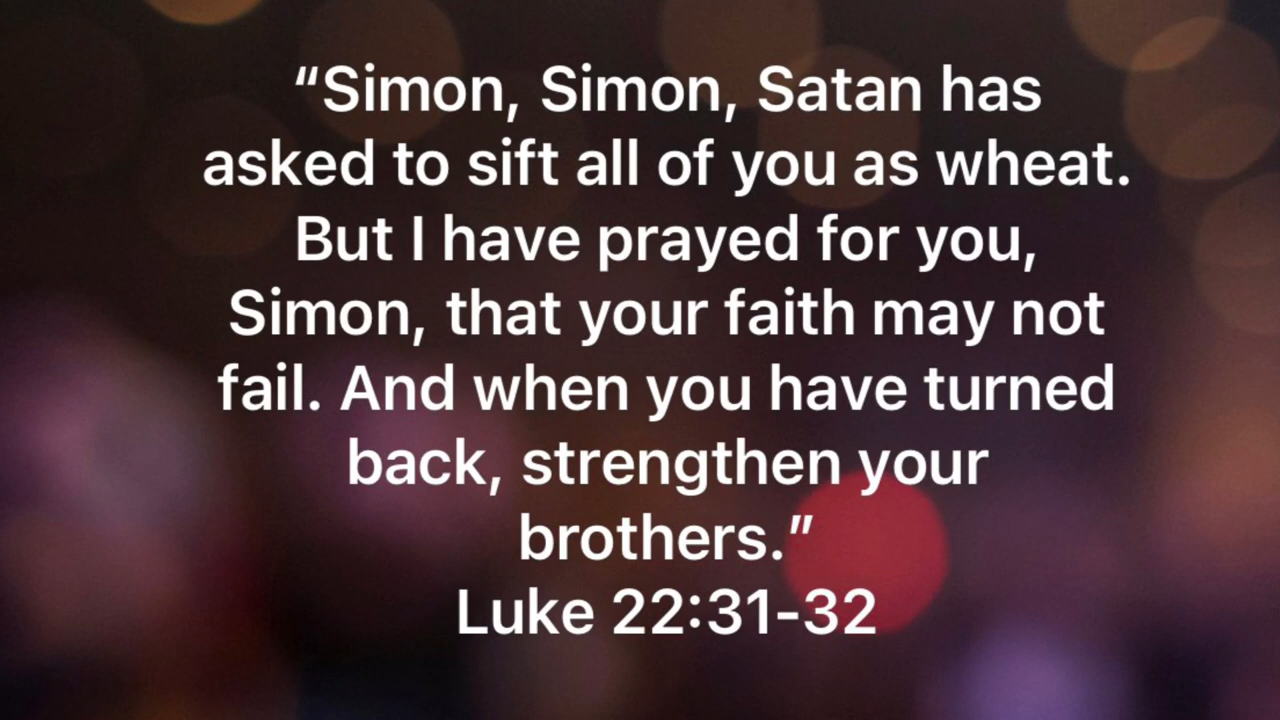 “Simon, Simon, Satan has
asked to sift all of you as wheat.
But I have prayed for you,
Simon, that your faith may not
fail. And when you have turned
back, strengthen your
brothers.”
Luke 22:31-32